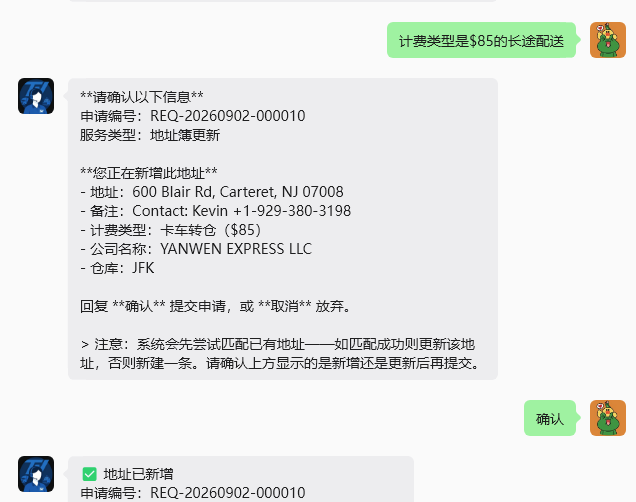 计费类型是$85的长途配送
**请确认以下信息**
申请编号：REQ-20260902-000010
服务类型：地址簿更新
**您正在新增此地址**
- 地址：600 Blair Rd, Carteret, NJ 07008
- 备注：Contact: Kevin +1-929-380-3198
- 计费类型：卡车转仓（$85）
- 公司名称：YANWEN EXPRESS LLC
- 仓库：JFK
回复 **确认** 提交申请，或 **取消** 放弃。
> 注意：系统会先尝试匹配已有地址——如匹配成功则更新该地
址，否则新建一条。请确认上方显示的是新增还是更新后再提交。
确认
✅ 地址已新增
申请编号：REQ-20260902-000010